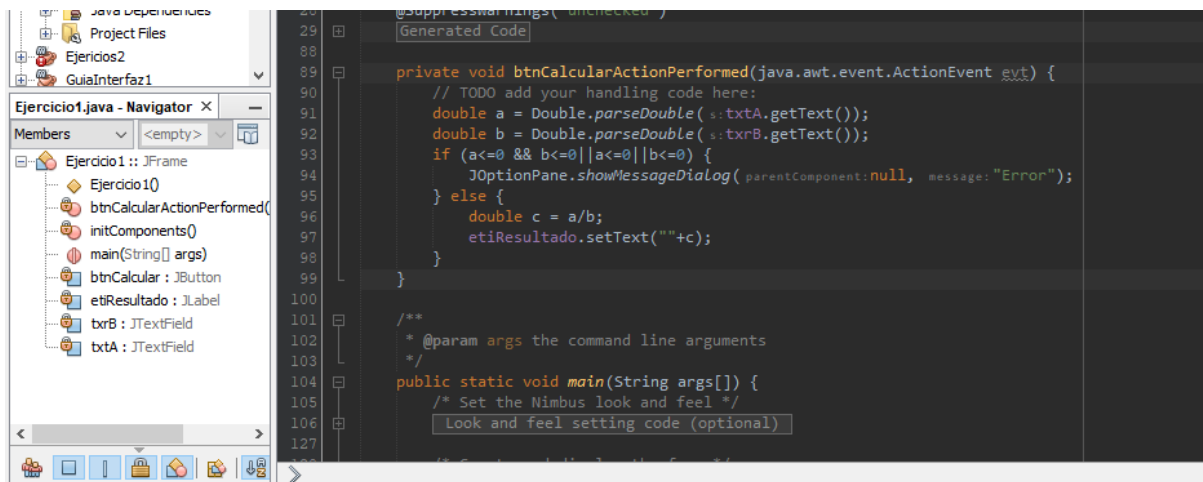 Java Dependencies
Project Files
Ejericios2
GuiaInterfaz1
Ejercicio1.java - Navigator ×
Members
<empty>
Ejercicio1 :: JFrame
Ejercicio1()
btnCalcularActionPerformed(
initComponents()
main(String[] args)
btnCalcular : JButton
etiResultado : JLabel
txrB : JTextField
txtA : JTextField
@SuppressWarnings("unchecked")
29 Generated Code
88
89 private void btnCalcularActionPerformed(java.awt.event.ActionEvent evt) {
90 // TODO add your handling code here:
91 double a = Double.parseDouble( s:txtA.getText());
92 double b = Double.parseDouble( s:txrB.getText());
93 if (a<=0 && b<=0||a<=0||b<=0) {
94 JOptionPane.showMessageDialog( parentComponent:null, message:"Error");
95 } else {
96 double c = a/b;
97 etiResultado.setText(""+c);
98 }
99 }
100
101 /**
102 * @param args the command line arguments
103 */
104 public static void main(String args[]) {
105 /* Set the Nimbus look and feel */
106 Look and feel setting code (optional)
127